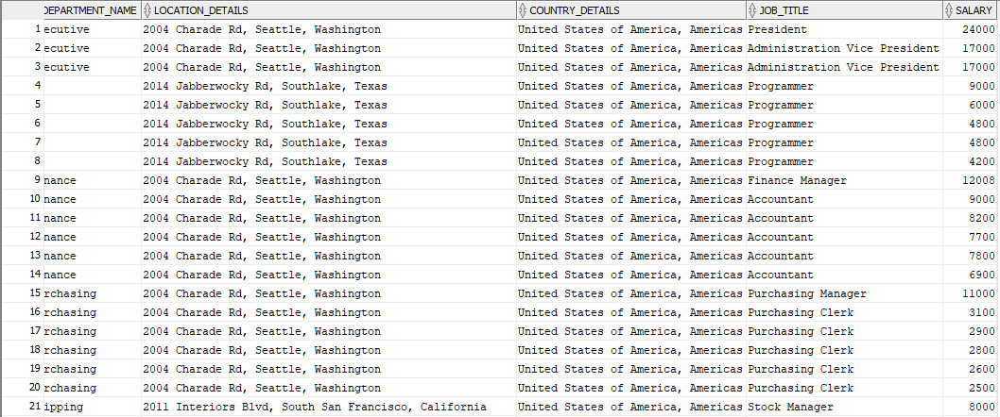 DEPARTMENT_NAME LOCATION_DETAILS COUNTRY_DETAILS JOB_TITLE SALARY
1 ecutive 2004 Charade Rd, Seattle, Washington United States of America, Americas President 24000
2 ecutive 2004 Charade Rd, Seattle, Washington United States of America, Americas Administration Vice President 17000
3 ecutive 2004 Charade Rd, Seattle, Washington United States of America, Americas Administration Vice President 17000
4 2014 Jabberwocky Rd, Southlake, Texas United States of America, Americas Programmer 9000
5 2014 Jabberwocky Rd, Southlake, Texas United States of America, Americas Programmer 6000
6 2014 Jabberwocky Rd, Southlake, Texas United States of America, Americas Programmer 4800
7 2014 Jabberwocky Rd, Southlake, Texas United States of America, Americas Programmer 4800
8 2014 Jabberwocky Rd, Southlake, Texas United States of America, Americas Programmer 4200
9 nance 2004 Charade Rd, Seattle, Washington United States of America, Americas Finance Manager 12008
10 nance 2004 Charade Rd, Seattle, Washington United States of America, Americas Accountant 9000
11 nance 2004 Charade Rd, Seattle, Washington United States of America, Americas Accountant 8200
12 nance 2004 Charade Rd, Seattle, Washington United States of America, Americas Accountant 7700
13 nance 2004 Charade Rd, Seattle, Washington United States of America, Americas Accountant 7800
14 nance 2004 Charade Rd, Seattle, Washington United States of America, Americas Accountant 6900
15 rchasing 2004 Charade Rd, Seattle, Washington United States of America, Americas Purchasing Manager 11000
16 rchasing 2004 Charade Rd, Seattle, Washington United States of America, Americas Purchasing Clerk 3100
17 rchasing 2004 Charade Rd, Seattle, Washington United States of America, Americas Purchasing Clerk 2900
18 rchasing 2004 Charade Rd, Seattle, Washington United States of America, Americas Purchasing Clerk 2800
19 rchasing 2004 Charade Rd, Seattle, Washington United States of America, Americas Purchasing Clerk 2600
20 rchasing 2004 Charade Rd, Seattle, Washington United States of America, Americas Purchasing Clerk 2500
21 ipping 2011 Interiors Blvd, South San Francisco, California United States of America, Americas Stock Manager 8000